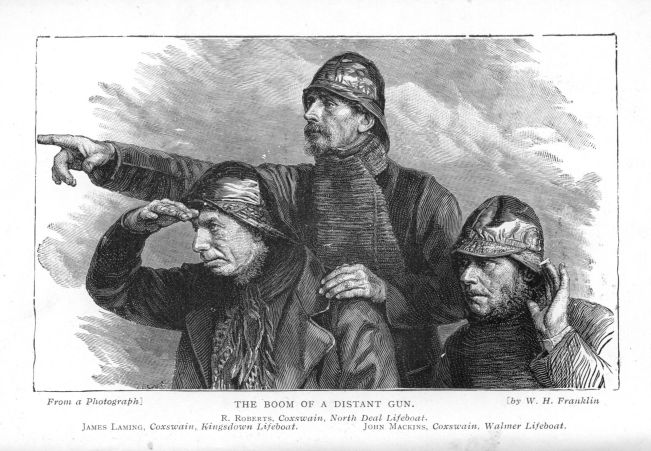 From a Photograph] THE BOOM OF A DISTANT GUN. [by W. H. Franklin
R. ROBERTS, Coxswain, North Deal Lifeboat.
JAMES LAMING, Coxswain, Kingsdown Lifeboat. JOHN MACKINS, Coxswain, Walmer Lifeboat.